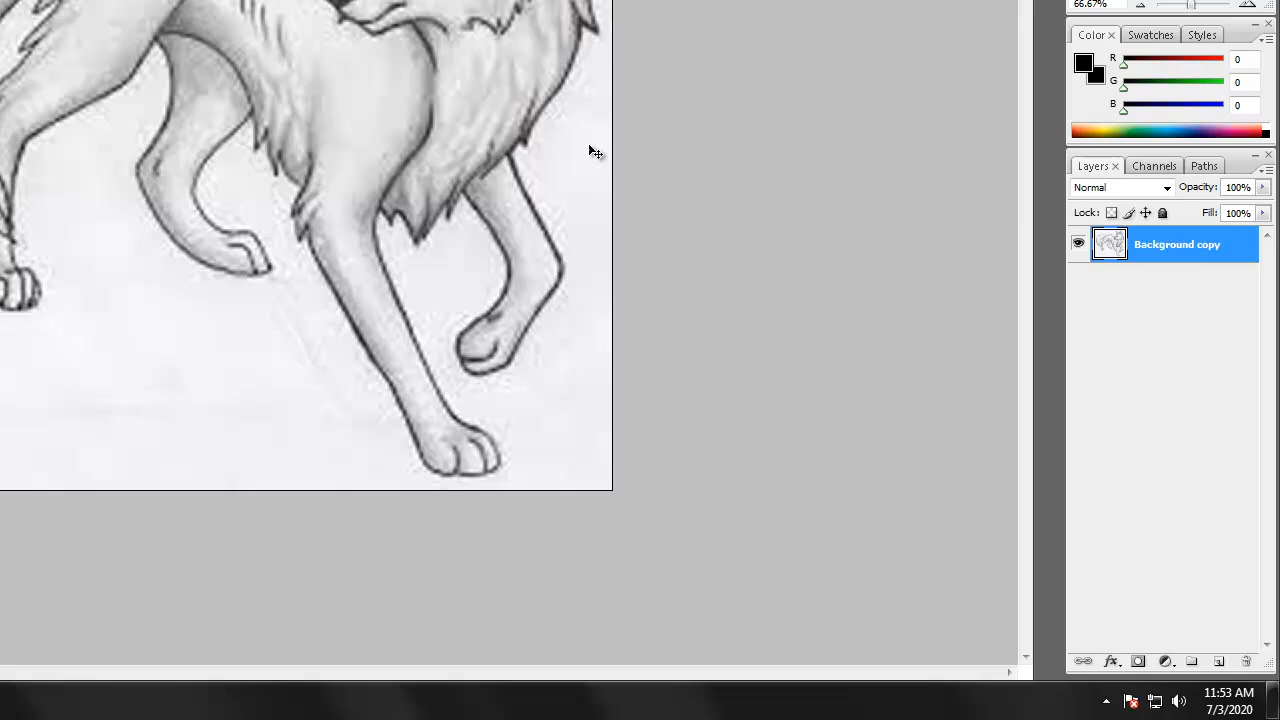 66.67%
Color × Swatches Styles
R 0
G 0
B 0
Layers × Channels Paths
Normal Opacity: 100%
Lock: Fill: 100%
Background copy
fx
11:53 AM
7/3/2020